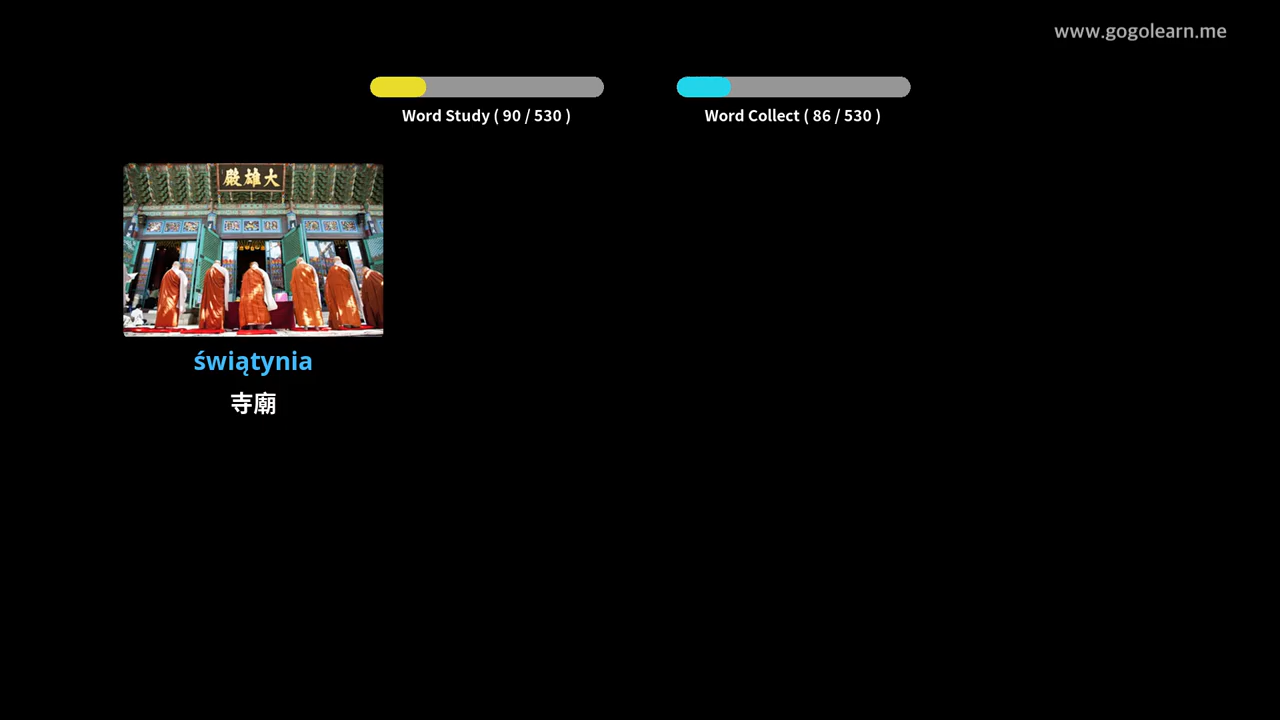 www.gogolearn.me
Word Study ( 90 / 530 )
Word Collect ( 86 / 530 )
殿雄大
świątynia
寺廟